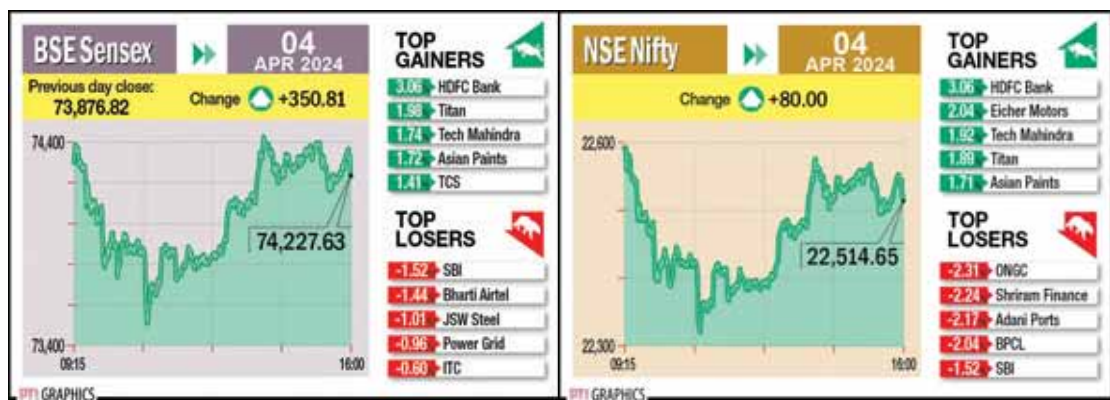 BSE Sensex
04
APR 2024
Previous day close:
73,876.82
Change +350.81
74,400
74,227.63
73,400
09:15
16:00
TOP
GAINERS
3.06% HDFC Bank
1.98% Titan
1.74% Tech Mahindra
1.72% Asian Paints
1.41% TCS
TOP
LOSERS
-1.52% SBI
-1.44% Bharti Airtel
-1.01% JSW Steel
-0.96% Power Grid
-0.60% ITC
PTI GRAPHICS
NSE Nifty
04
APR 2024
Change +80.00
22,600
22,514.65
22,300
09:15
16:00
TOP
GAINERS
3.06% HDFC Bank
2.04% Eicher Motors
1.92% Tech Mahindra
1.89% Titan
1.71% Asian Paints
TOP
LOSERS
-2.31% ONGC
-2.24% Shriram Finance
-2.17% Adani Ports
-2.04% BPCL
-1.52% SBI
PTI GRAPHICS